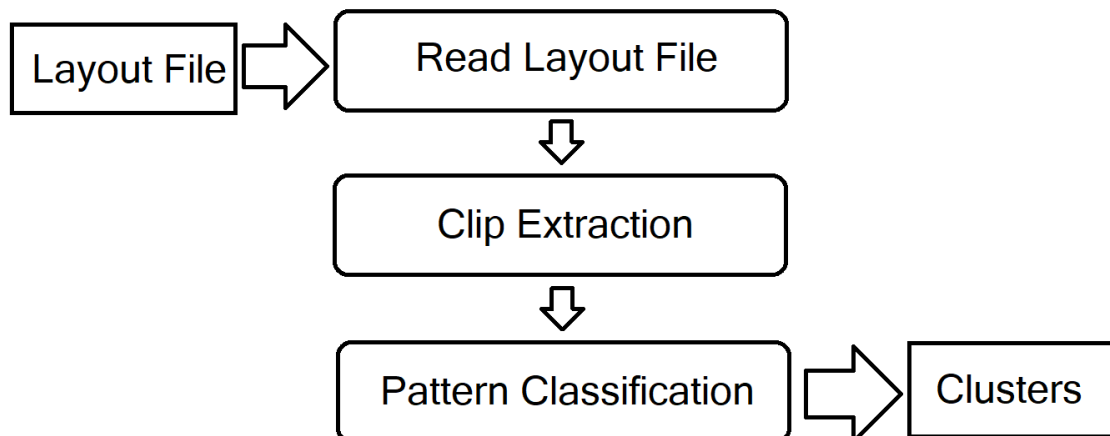 Layout File
Read Layout File
Clip Extraction
Pattern Classification
Clusters